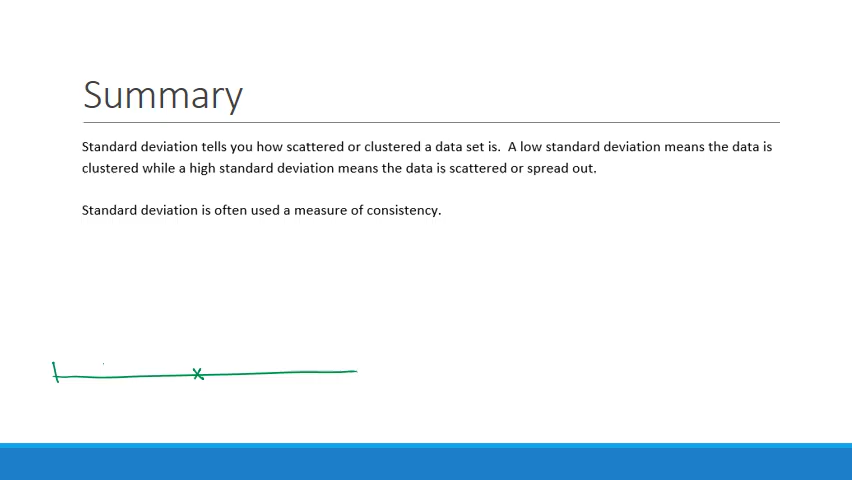 Summary
Standard deviation tells you how scattered or clustered a data set is.  A low standard deviation means the data is
clustered while a high standard deviation means the data is scattered or spread out.
Standard deviation is often used a measure of consistency.